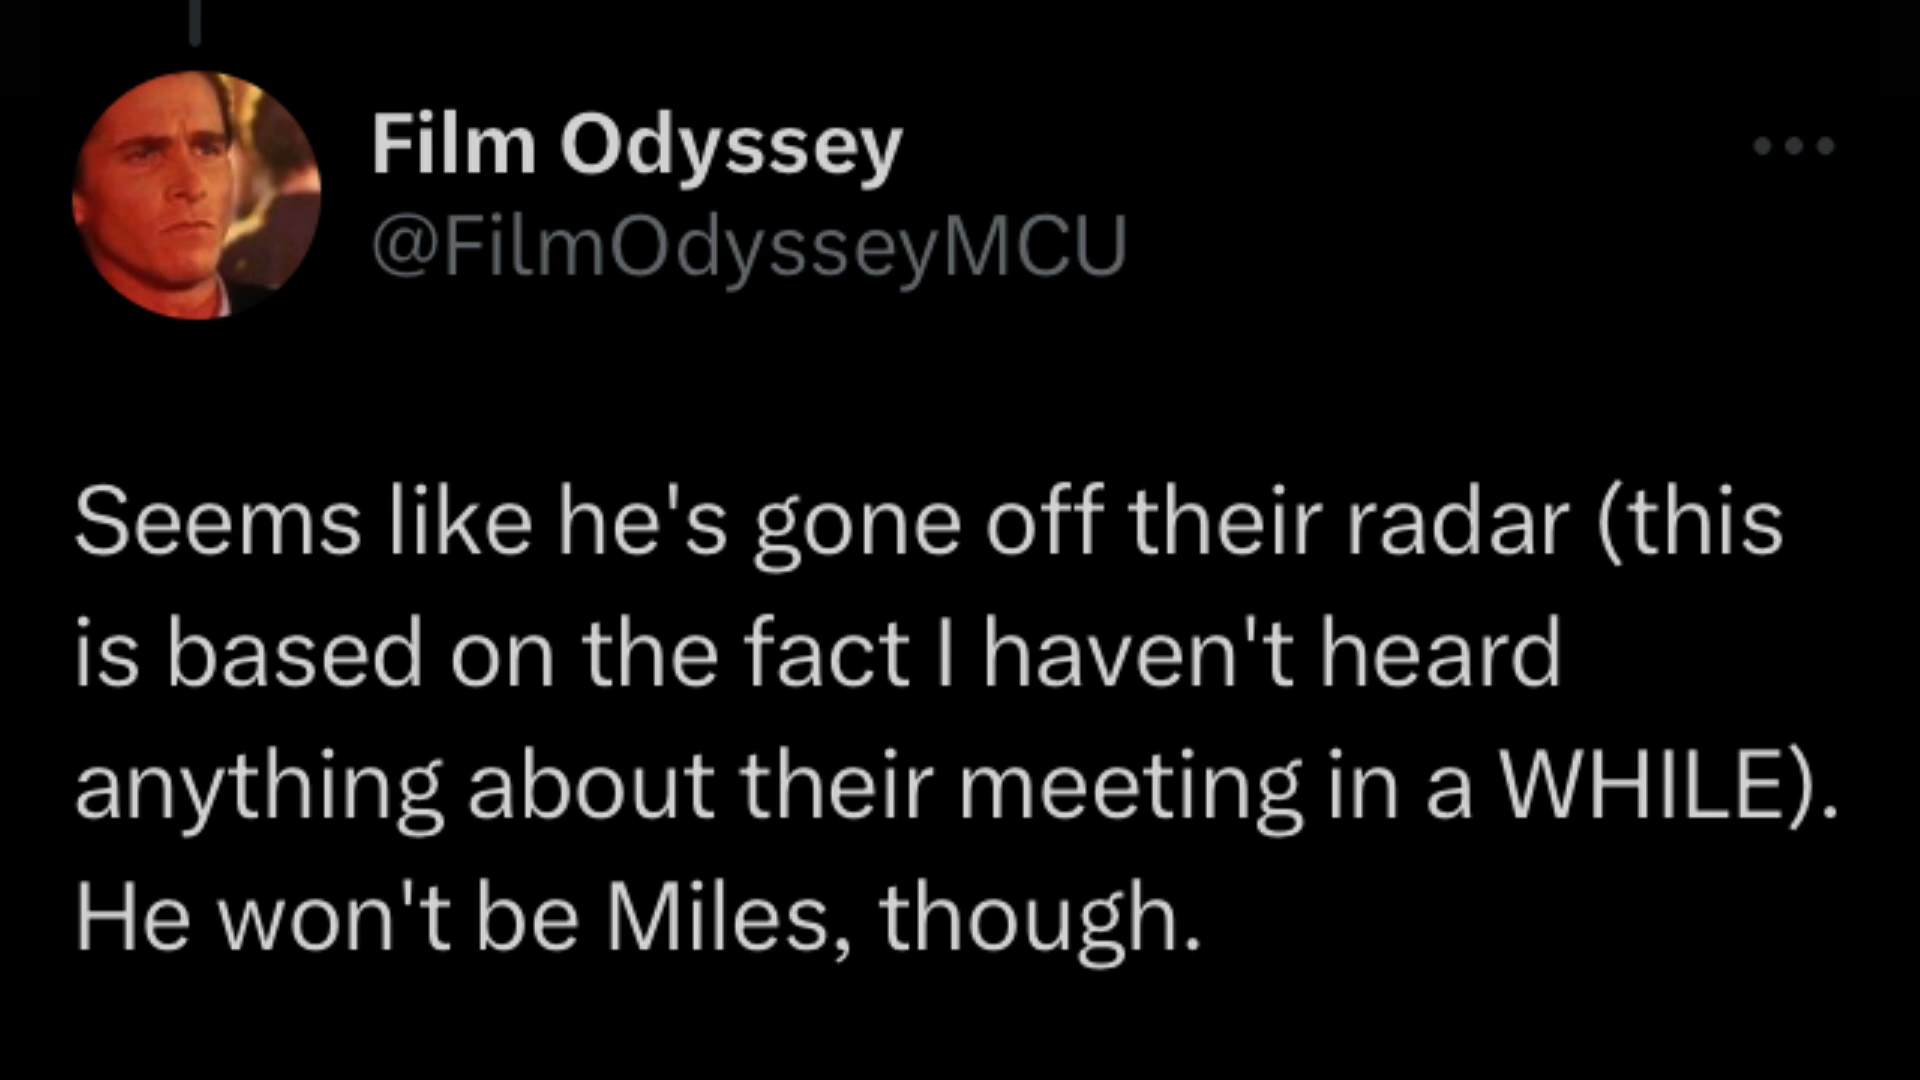 Film Odyssey
@FilmOdysseyMCU
Seems like he's gone off their radar (this
is based on the fact I haven't heard
anything about their meeting in a WHILE).
He won't be Miles, though.